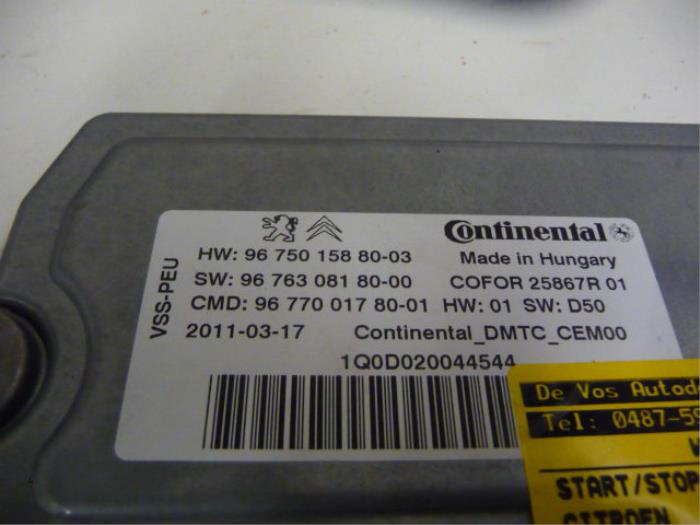 Continental
HW: 96 750 158 80-03
Made in Hungary
SW: 96 763 081 80-00
COFOR 25867R 01
CMD: 96 770 017 80-01 HW: 01 SW: D50
VSS-PEU
2011-03-17 Continental_DMTC_CEM00
1Q0D020044544
De Vos Autod
Tel: 0487-5
START/STOP
CITROEN